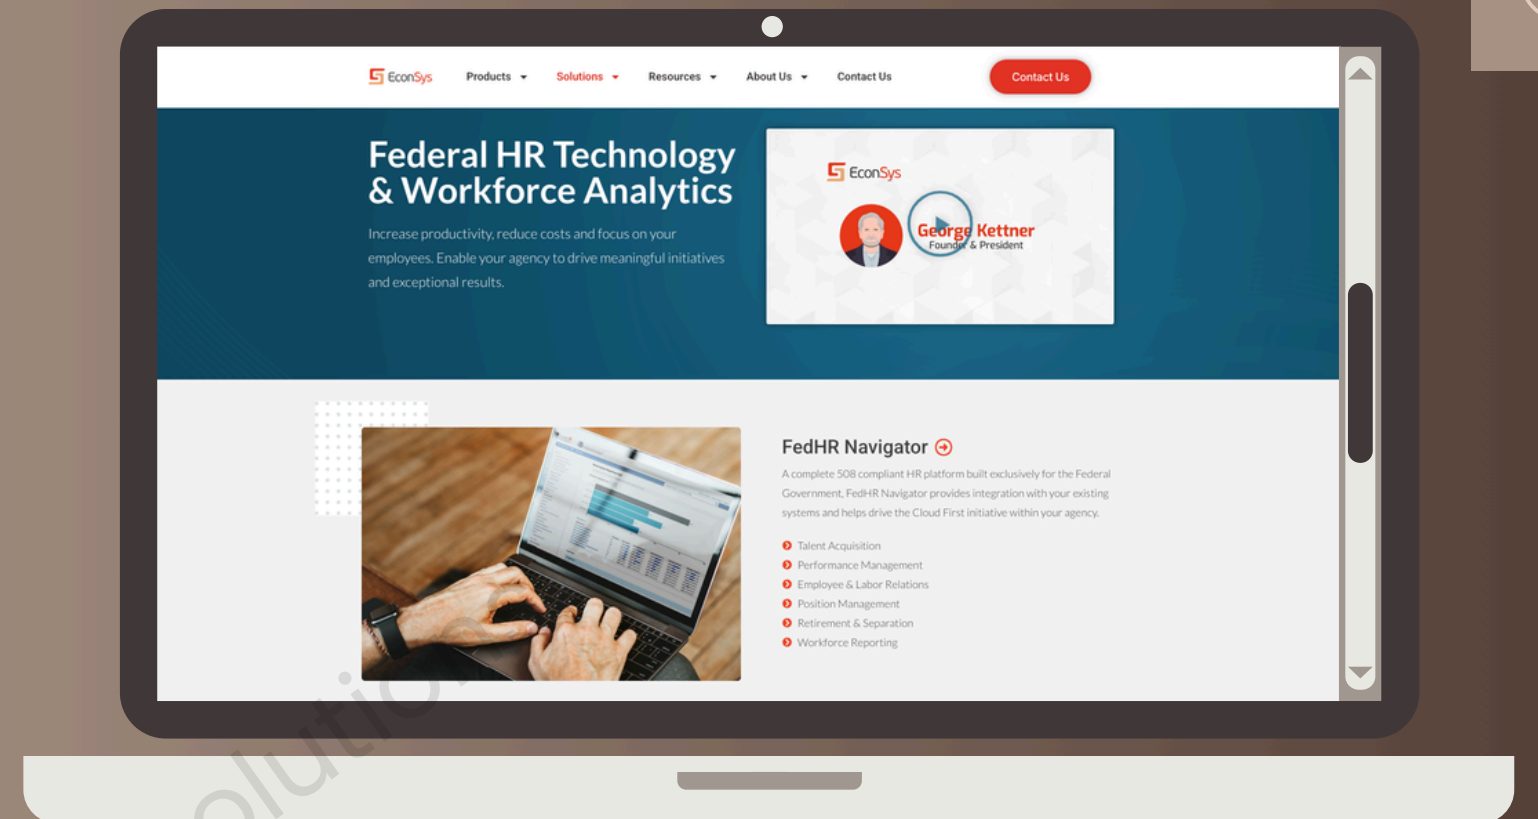 EconSys
Products
Solutions
Resources
About Us
Contact Us
Contact Us
Federal HR Technology
& Workforce Analytics
Increase productivity, reduce costs and focus on your
employees. Enable your agency to drive meaningful initiatives
and exceptional results.
EconSys
George Kettner
Founder & President
FedHR Navigator
A complete 508 compliant HR platform built exclusively for the Federal
Government, FedHR Navigator provides integration with your existing
systems and helps drive the Cloud First initiative within your agency.
Talent Acquisition
Performance Management
Employee & Labor Relations
Position Management
Retirement & Separation
Workforce Reporting